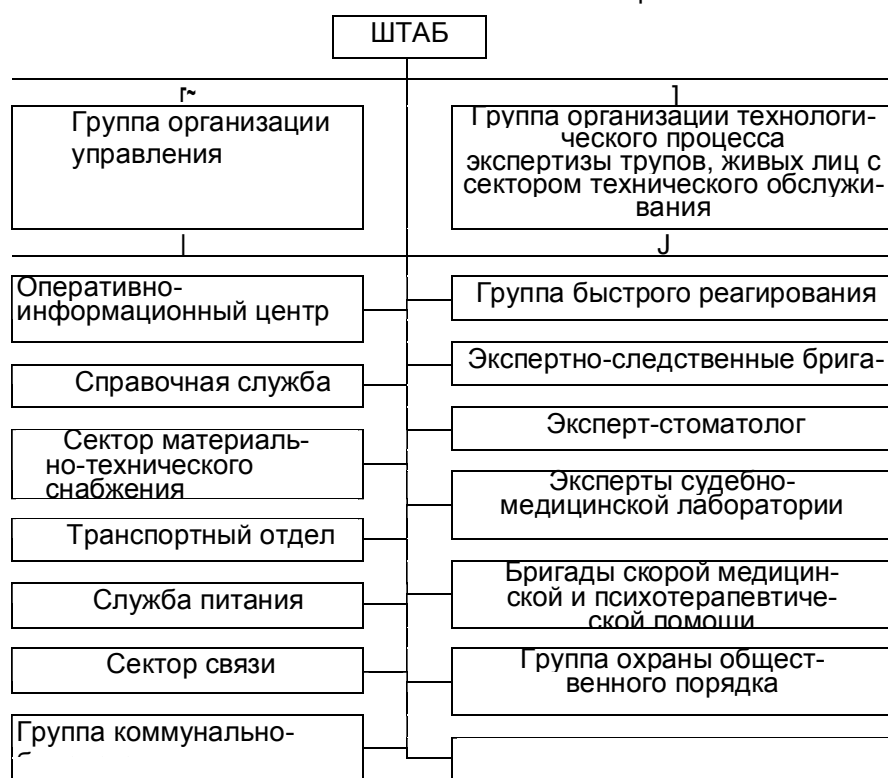 ШТАБ
Группа организации
управления
Группа организации технологи-
ческого процесса
экспертизы трупов, живых лиц с
сектором технического обслужи-
вания
Оперативно-
информационный центр
Справочная служба
Сектор материаль-
но-технического
снабжения
Транспортный отдел
Служба питания
Сектор связи
Группа коммунально-
Группа быстрого реагирования
Экспертно-следственные брига-
Эксперт-стоматолог
Эксперты судебно-
медицинской лаборатории
Бригады скорой медицин-
ской и психотерапевтиче-
ской помощи
Группа охраны общест-
венного порядка